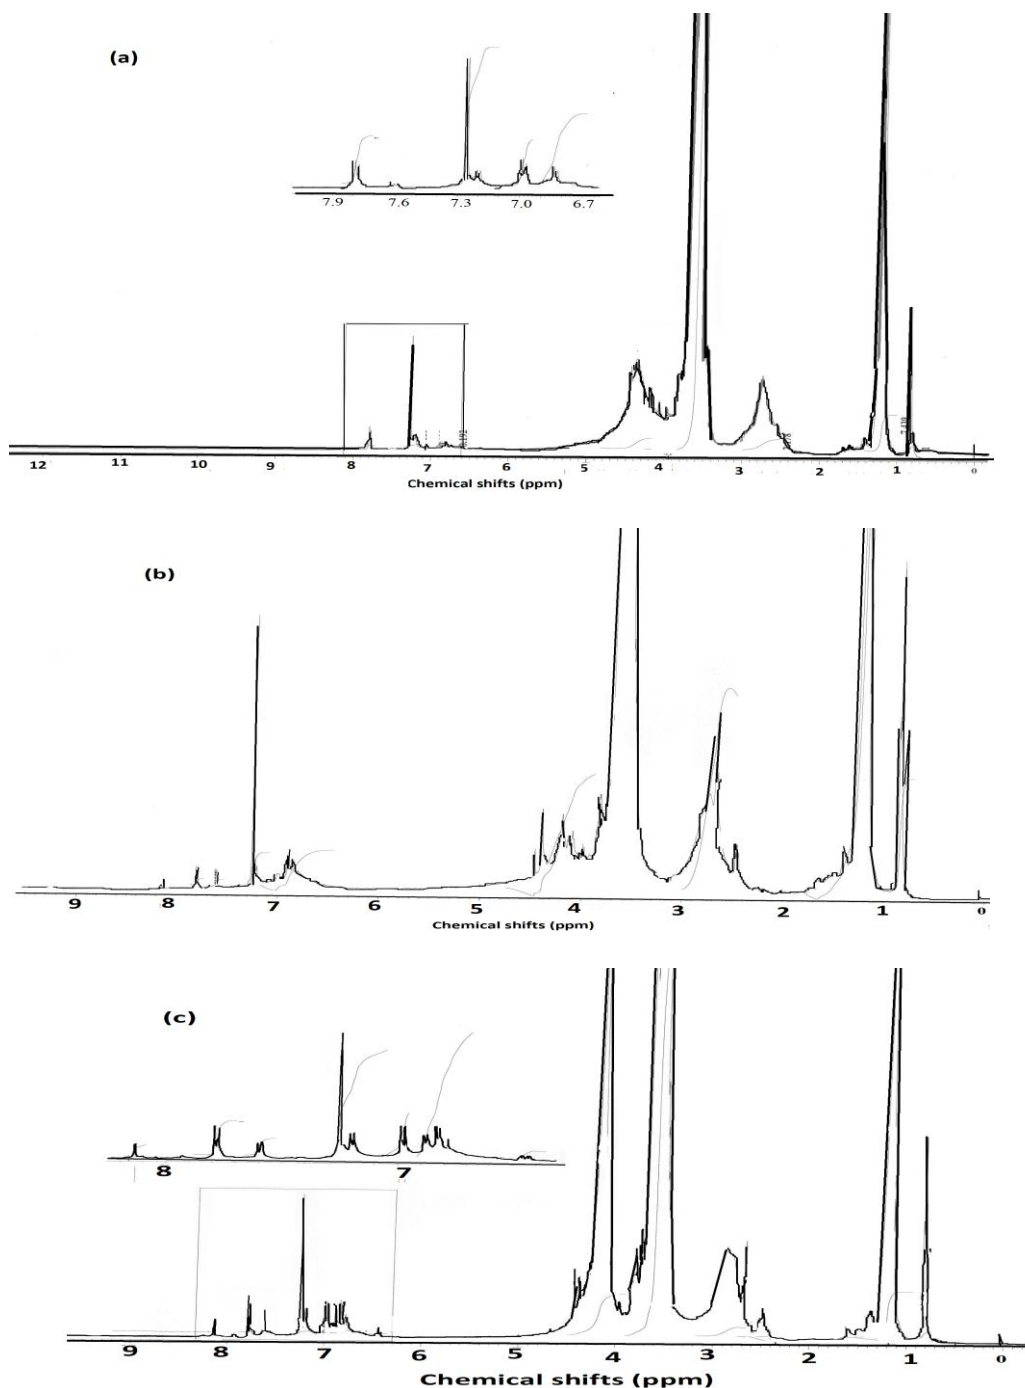 (a)
7.9 7.6 7.3 7.0 6.7
12 11 10 9 8 7 6 5 4 3 2 1 0
Chemical shifts (ppm)
(b)
9 8 7 6 5 4 3 2 1 0
Chemical shifts (ppm)
(c)
8 7
9 8 7 6 5 4 3 2 1 0
Chemical shifts (ppm)